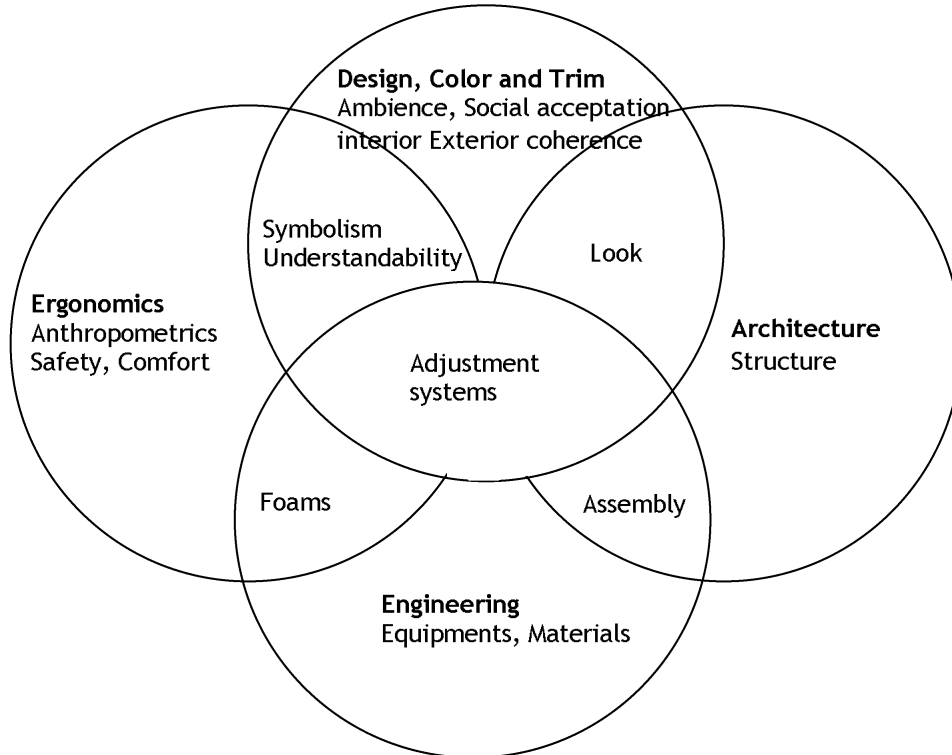 Design, Color and Trim
Ambience, Social acceptation
interior Exterior coherence
Symbolism
Understandability
Look
Ergonomics
Anthropometrics
Safety, Comfort
Architecture
Structure
Adjustment
systems
Foams
Assembly
Engineering
Equipments, Materials